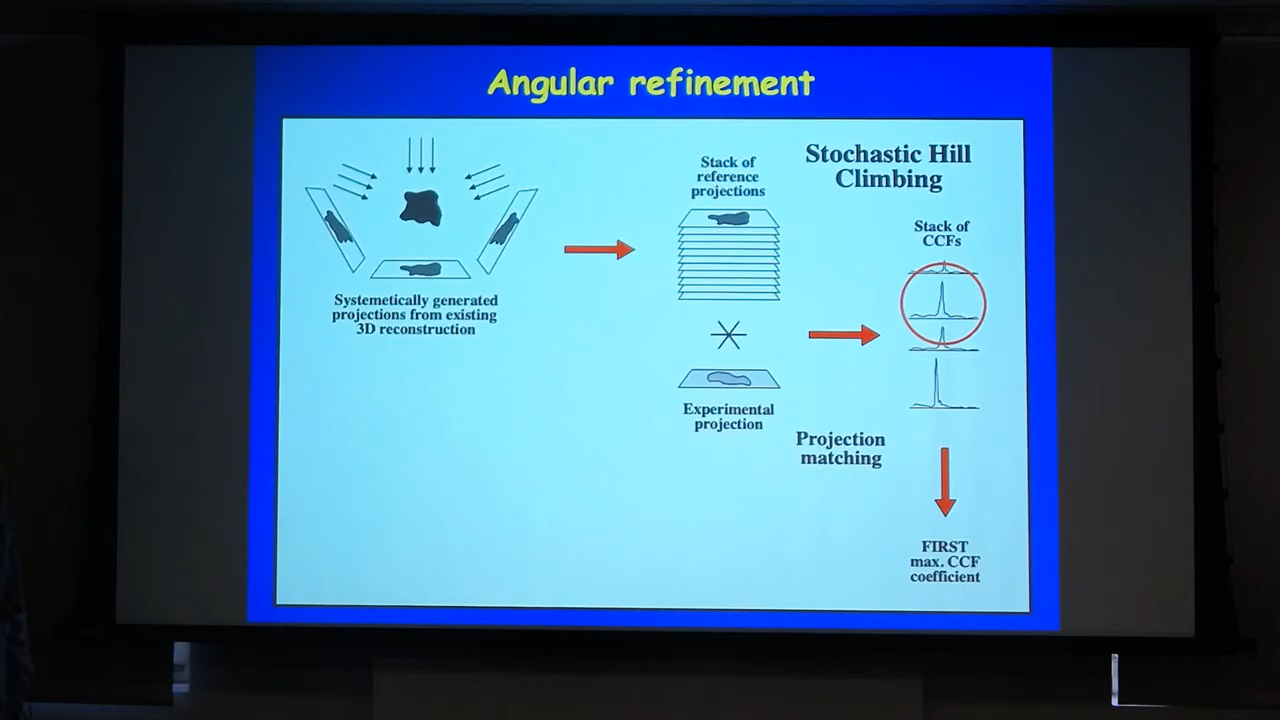 Angular refinement
Systemetically generated
projections from existing
3D reconstruction
Stack of
reference
projections
Experimental
projection
Stochastic Hill
Climbing
Stack of
CCFs
Projection
matching
FIRST
max. CCF
coefficient